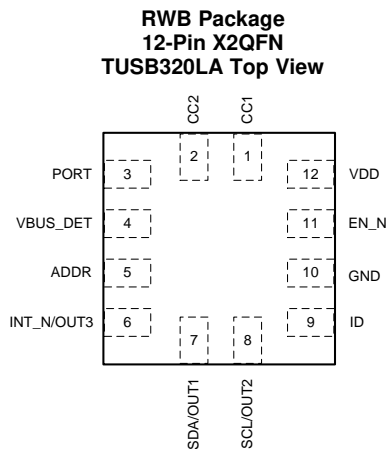 RWB Package
12-Pin X2QFN
TUSB320LA Top View
CC2
CC1
2
1
PORT
3
12
VDD
VBUS_DET
4
11
EN_N
ADDR
5
10
GND
INT_N/OUT3
6
9
ID
7
8
SDA/OUT1
SCL/OUT2